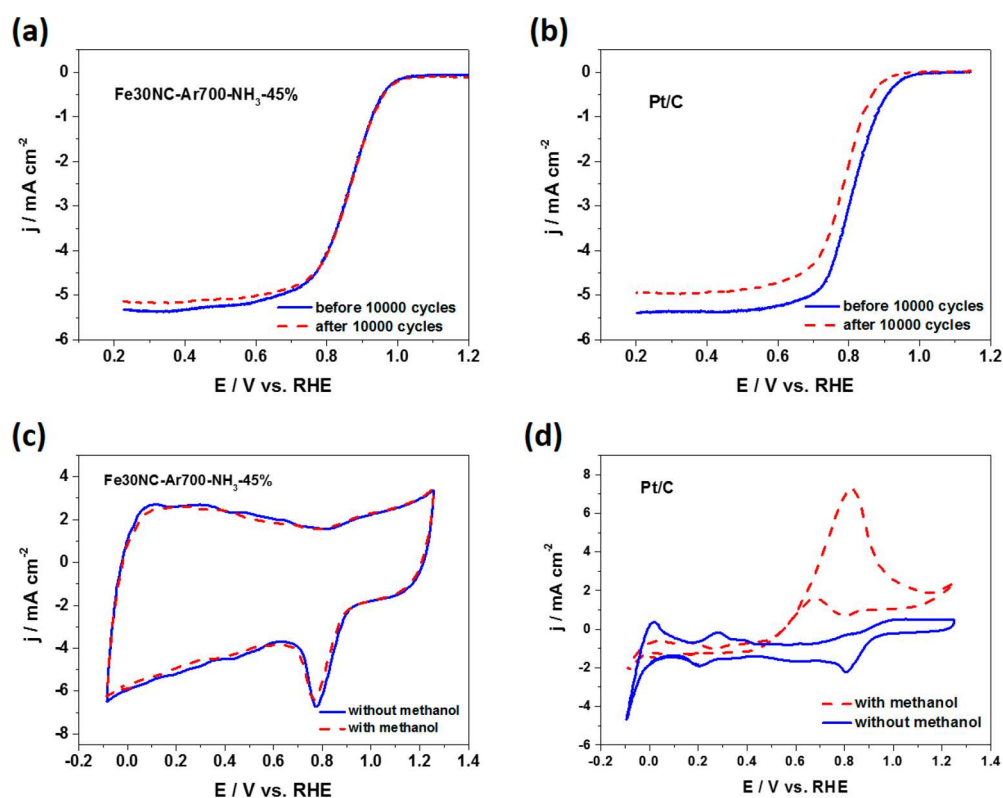 (a)
Fe30NC-Ar700-NH3-45%
0
-1
-2
-3
-4
-5
-6
j / mA cm-2
before 10000 cycles
after 10000 cycles
0.2 0.4 0.6 0.8 1.0 1.2
E / V vs. RHE
(b)
Pt/C
0
-1
-2
-3
-4
-5
-6
j / mA cm-2
before 10000 cycles
after 10000 cycles
0.2 0.4 0.6 0.8 1.0 1.2
E / V vs. RHE
(c)
Fe30NC-Ar700-NH3-45%
4
2
0
-2
-4
-6
-8
j / mA cm-2
without methanol
with methanol
-0.2 0.0 0.2 0.4 0.6 0.8 1.0 1.2 1.4
E / V vs. RHE
(d)
Pt/C
8
6
4
2
0
-2
-4
-6
j / mA cm-2
with methanol
without methanol
-0.2 0.0 0.2 0.4 0.6 0.8 1.0 1.2 1.4
E / V vs. RHE